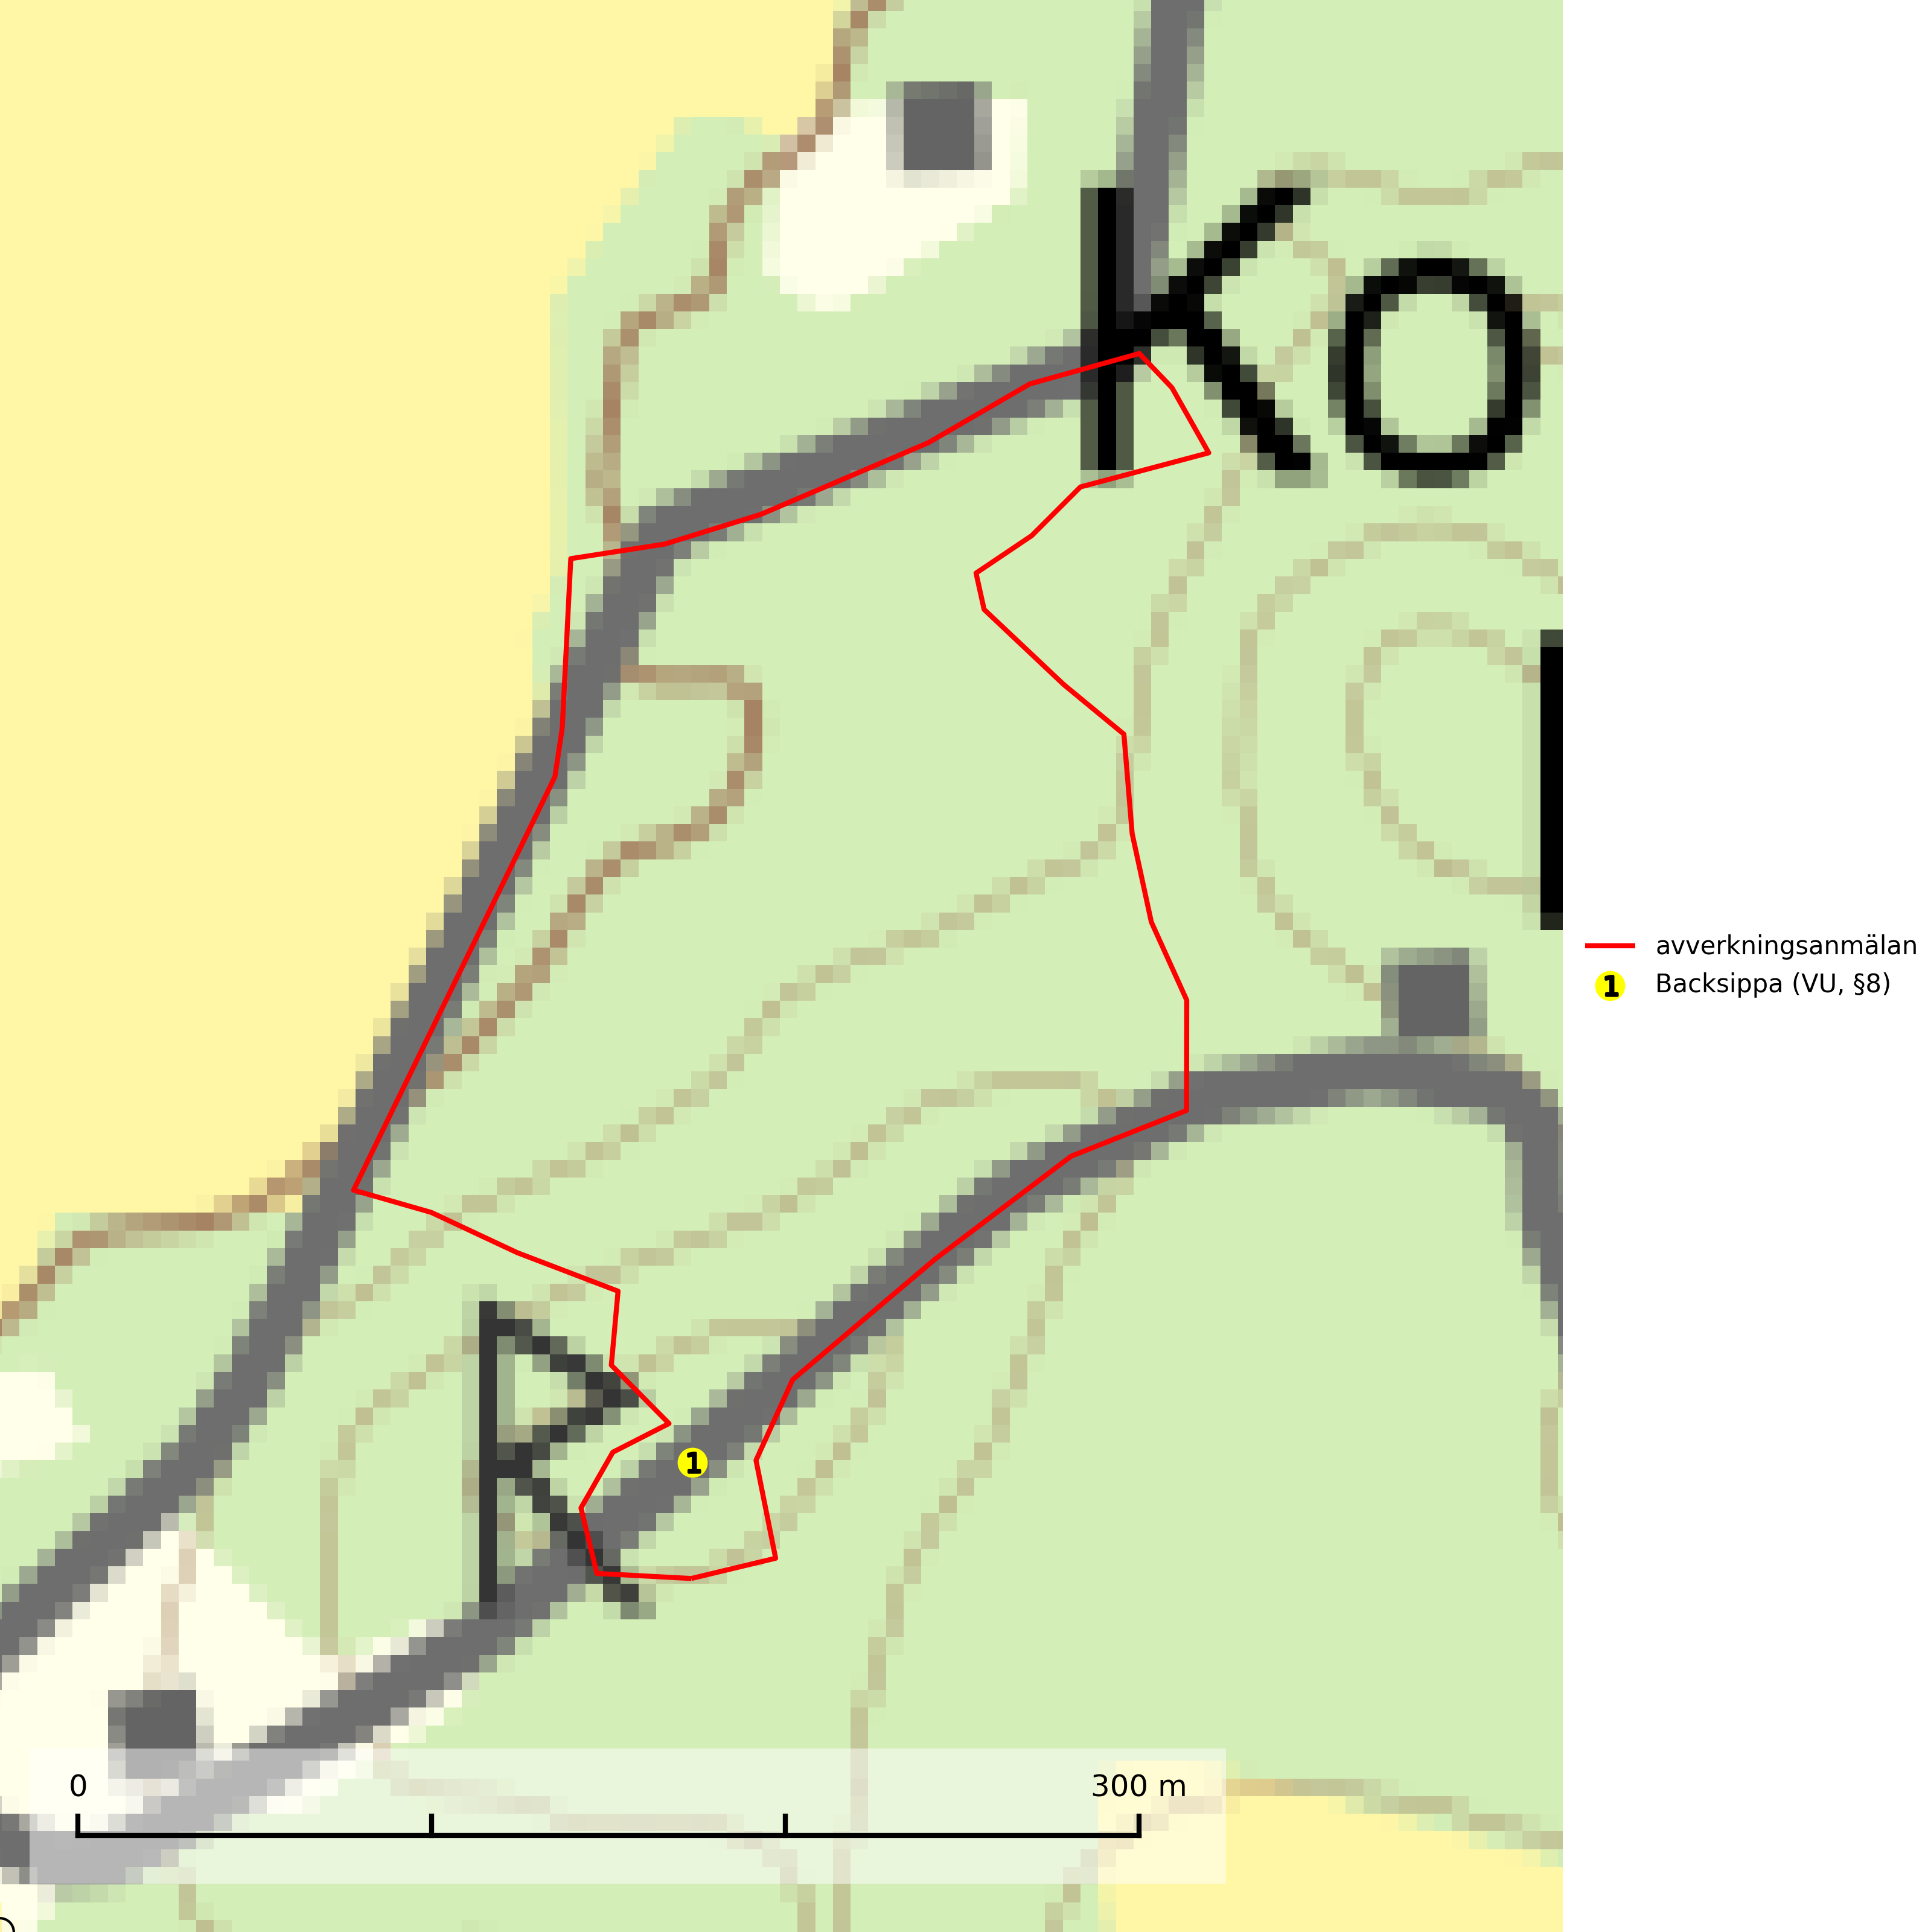 KO
R
avverkningsanmälan
1 Backsippa (VU, §8)
1
0 300 m